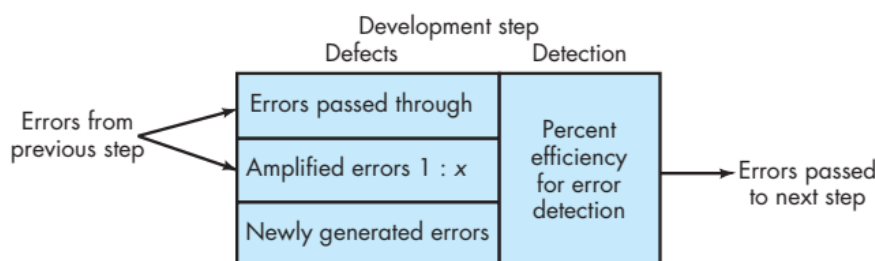 Development step
Defects
Detection
Errors from
previous step
Errors passed through
Amplified errors 1 : x
Newly generated errors
Percent
efficiency
for error
detection
Errors passed
to next step